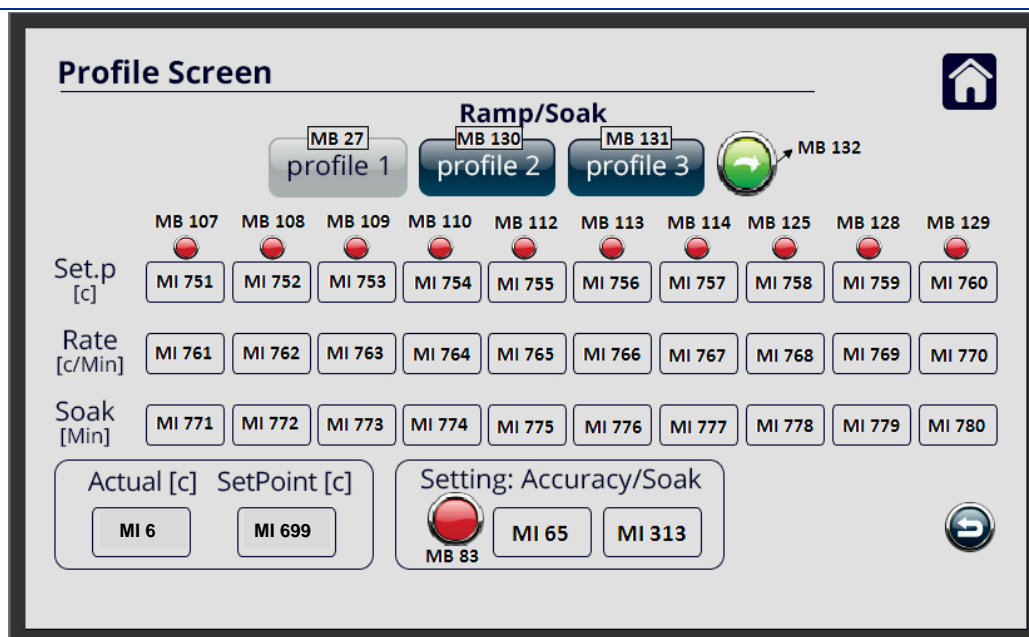 Profile Screen
Ramp/Soak
MB 27 MB 130 MB 131
profile 1 profile 2 profile 3 MB 132
MB 107 MB 108 MB 109 MB 110 MB 112 MB 113 MB 114 MB 125 MB 128 MB 129
Set.p
[c]
MI 751 MI 752 MI 753 MI 754 MI 755 MI 756 MI 757 MI 758 MI 759 MI 760
Rate
[c/Min]
MI 761 MI 762 MI 763 MI 764 MI 765 MI 766 MI 767 MI 768 MI 769 MI 770
Soak
[Min]
MI 771 MI 772 MI 773 MI 774 MI 775 MI 776 MI 777 MI 778 MI 779 MI 780
Actual [c] SetPoint [c]
MI 6 MI 699
Setting: Accuracy/Soak
MB 83 MI 65 MI 313